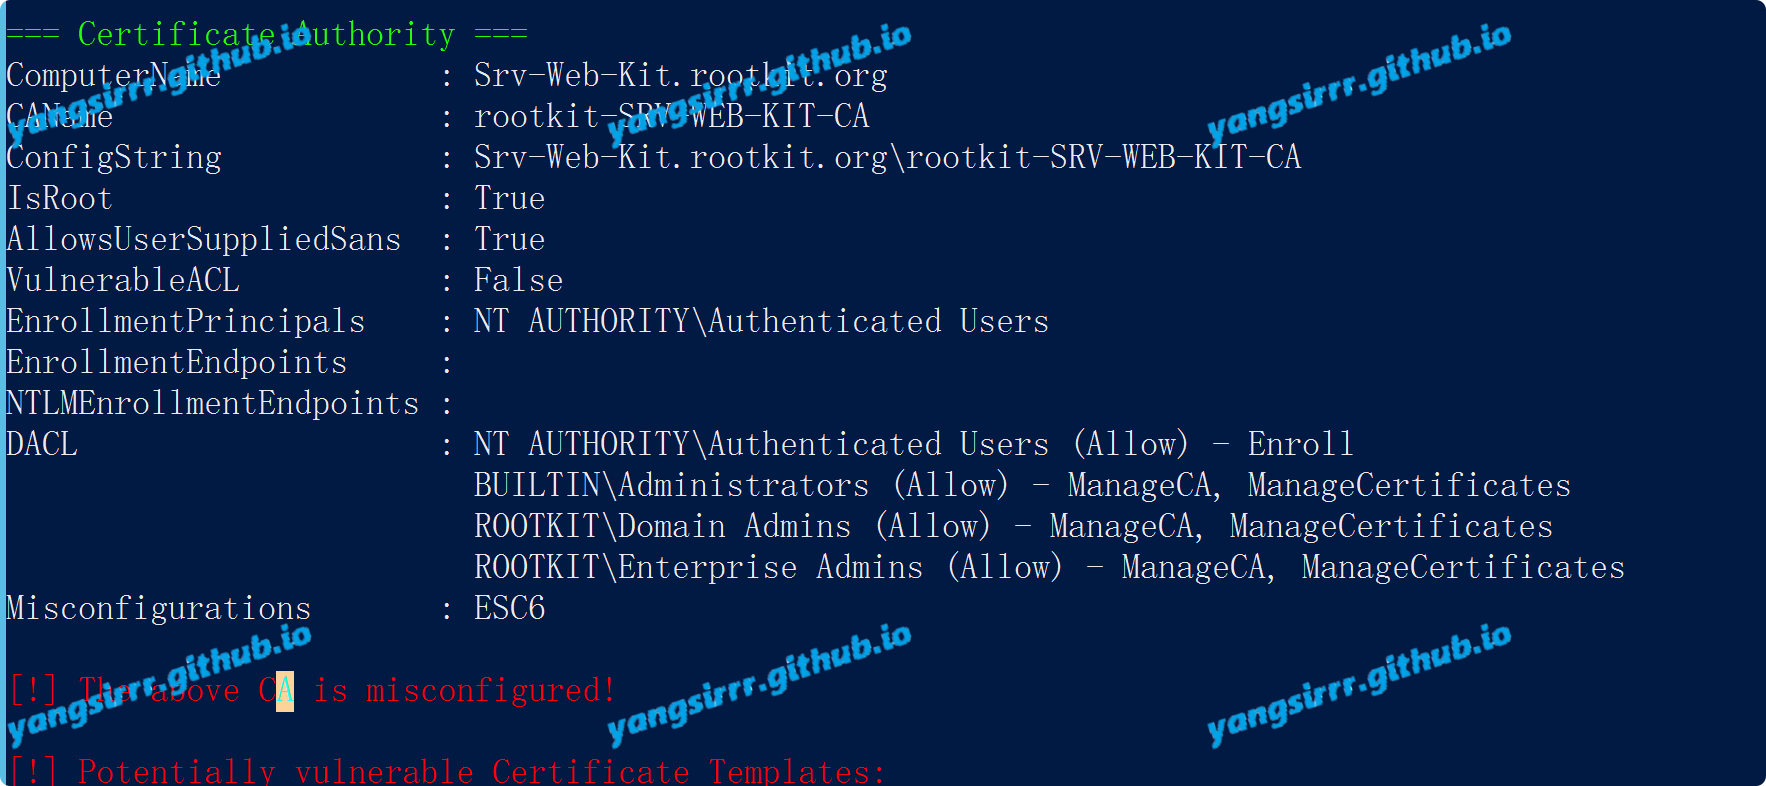 === Certificate Authority ===
ComputerName : Srv-Web-Kit.rootkit.org
CAName : rootkit-SRV-WEB-KIT-CA
ConfigString : Srv-Web-Kit.rootkit.org\rootkit-SRV-WEB-KIT-CA
IsRoot : True
AllowsUserSuppliedSans : True
VulnerableACL : False
EnrollmentPrincipals : NT AUTHORITY\Authenticated Users
EnrollmentEndpoints :
NTLMEnrollmentEndpoints :
DACL : NT AUTHORITY\Authenticated Users (Allow) - Enroll
BUILTIN\Administrators (Allow) - ManageCA, ManageCertificates
ROOTKIT\Domain Admins (Allow) - ManageCA, ManageCertificates
ROOTKIT\Enterprise Admins (Allow) - ManageCA, ManageCertificates
Misconfigurations : ESC6
[!] The above CA is misconfigured!
[!] Potentially vulnerable Certificate Templates:
yangsirrr.github.io
yangsirrr.github.io
yangsirrr.github.io
yangsirrr.github.io
yangsirrr.github.io
yangsirrr.github.io